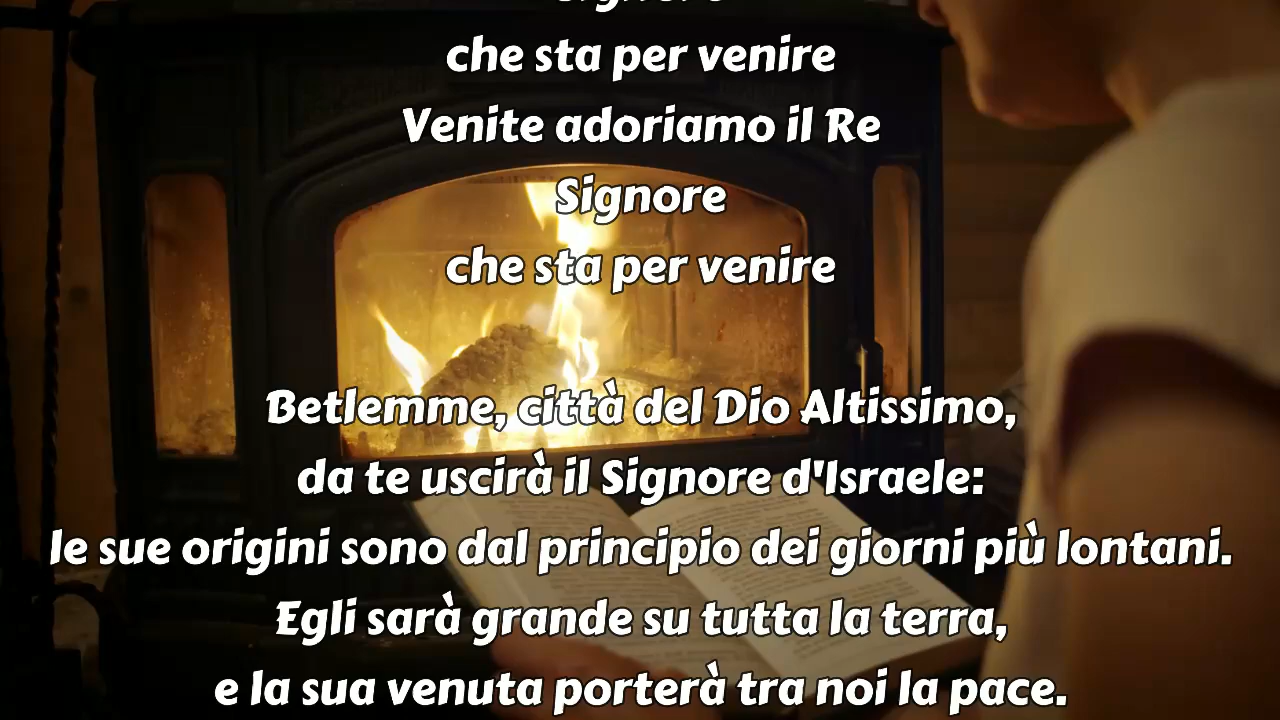 che sta per venire
Venite adoriamo il Re
Signore
che sta per venire
Betlemme, città del Dio Altissimo,
da te uscirà il Signore d'Israele:
le sue origini sono dal principio dei giorni più lontani.
Egli sarà grande su tutta la terra,
e la sua venuta porterà tra noi la pace.